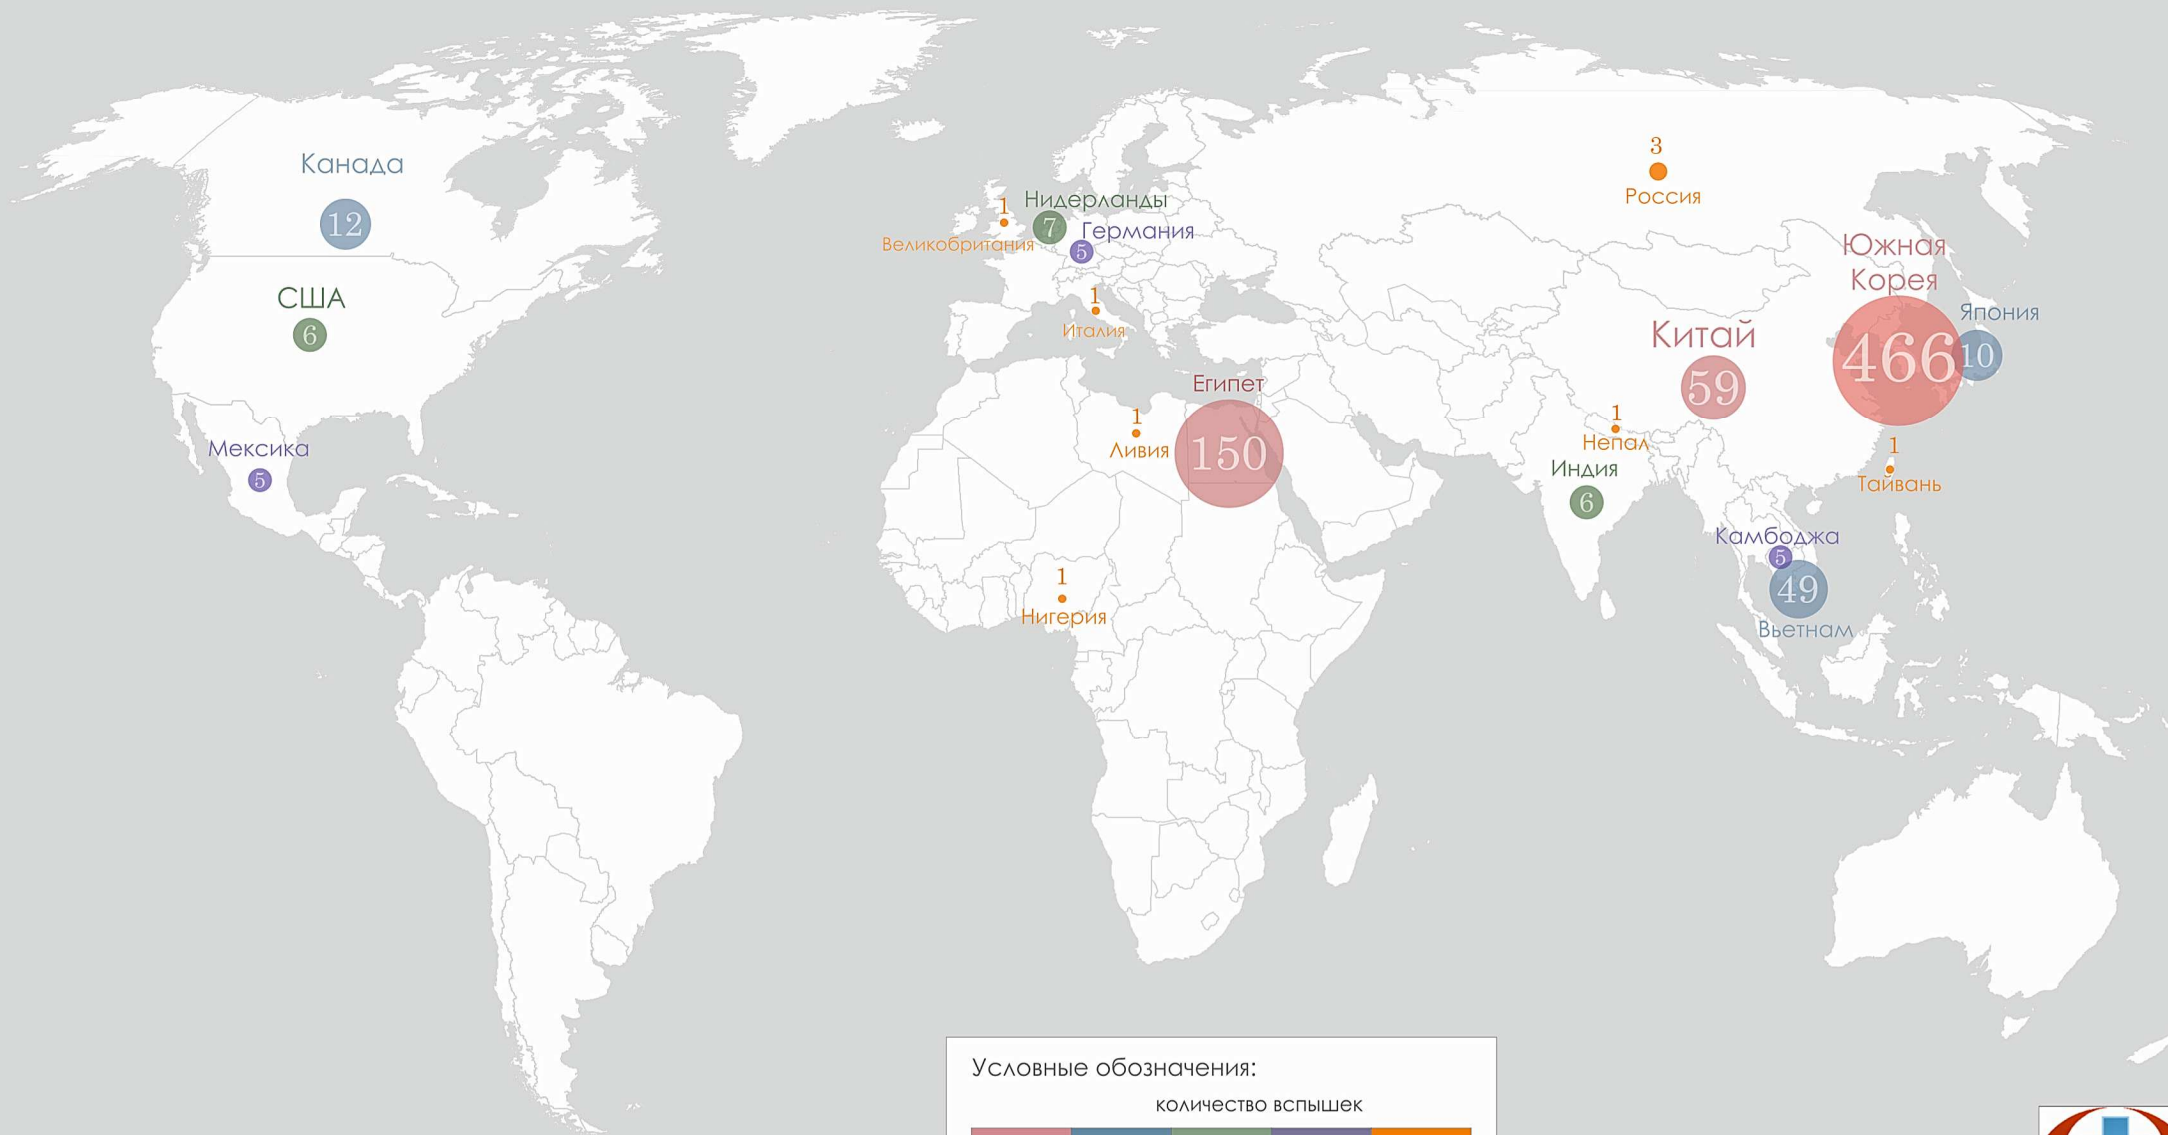 Канада
12
США
6
Мексика
5
1
Великобритания
Нидерланды
7
Германия
5
1
Италия
3
Россия
Южная
Корея
466
Япония
10
Китай
59
Египет
150
1
Ливия
1
Непал
Индия
6
1
Тайвань
Камбоджа
5
49
Вьетнам
1
Нигерия
Условные обозначения:
количество вспышек